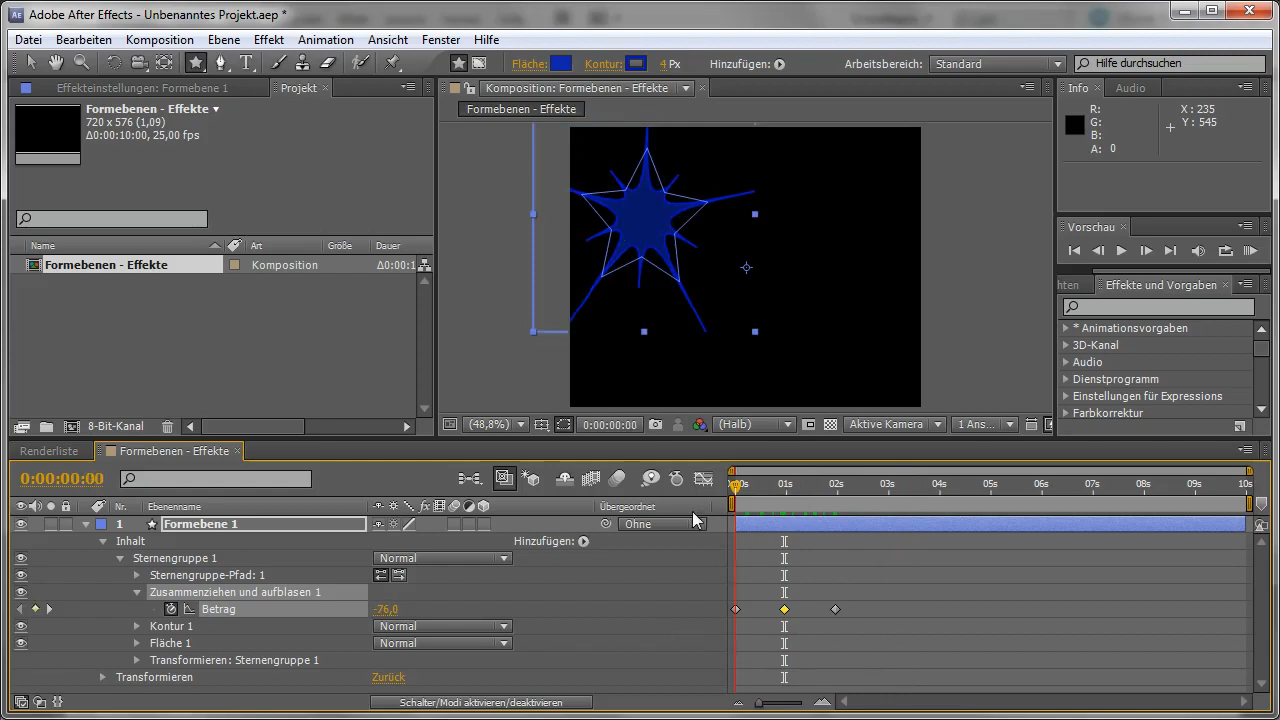 Adobe After Effects - Unbenanntes Projekt.aep *
Datei Bearbeiten Komposition Ebene Effekt Animation Ansicht Fenster Hilfe
Fläche: Kontur: 4 Px Hinzufügen: Arbeitsbereich: Standard Hilfe durchsuchen
Effekteinstellungen: Formebene 1 Projekt
Komposition: Formebenen - Effekte
Info Audio
Formebenen - Effekte
720 x 576 (1,09)
Δ0:00:10:00, 25,00 fps
Formebenen - Effekte
R: X : 235
G: Y : 545
B:
A: 0
Vorschau
Name Art Größe Dauer
Formebenen - Effekte Komposition Δ0:00:1
hten Effekte und Vorgaben
* Animationsvorgaben
3D-Kanal
Audio
Dienstprogramm
Einstellungen für Expressions
Farbkorrektur
8-Bit-Kanal
(48,8%) 0:00:00:00 (Halb) Aktive Kamera 1 Ans...
Renderliste Formebenen - Effekte
0:00:00:00
01s 02s 03s 04s 05s 06s 07s 08s 09s 10s
Nr. Ebenenname fx Übergeordnet
1 Formebene 1 Ohne
Inhalt Hinzufügen:
Sternengruppe 1 Normal
Sternengruppe-Pfad: 1
Zusammenziehen und aufblasen 1
Betrag -76,0
Kontur 1 Normal
Fläche 1 Normal
Transformieren: Sternengruppe 1
Transformieren Zurück
Schalter/Modi aktivieren/deaktivieren